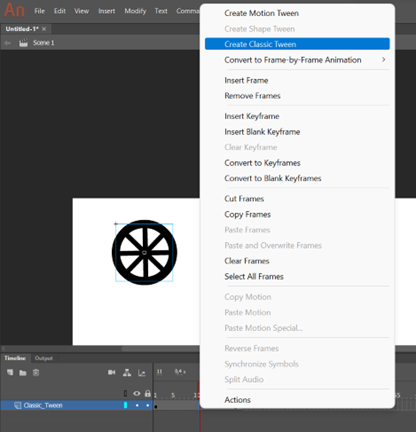 An File Edit View Insert Modify Text Comma
Untitled-1* ×
Scene 1
Create Motion Tween
Create Shape Tween
Create Classic Tween
Convert to Frame-by-Frame Animation
Insert Frame
Remove Frames
Insert Keyframe
Insert Blank Keyframe
Clear Keyframe
Convert to Keyframes
Convert to Blank Keyframes
Cut Frames
Copy Frames
Paste Frames
Paste and Overwrite Frames
Clear Frames
Select All Frames
Copy Motion
Paste Motion
Paste Motion Special...
Reverse Frames
Synchronize Symbols
Split Audio
Actions
Timeline Output
1 5 10 55
Classic_Tween